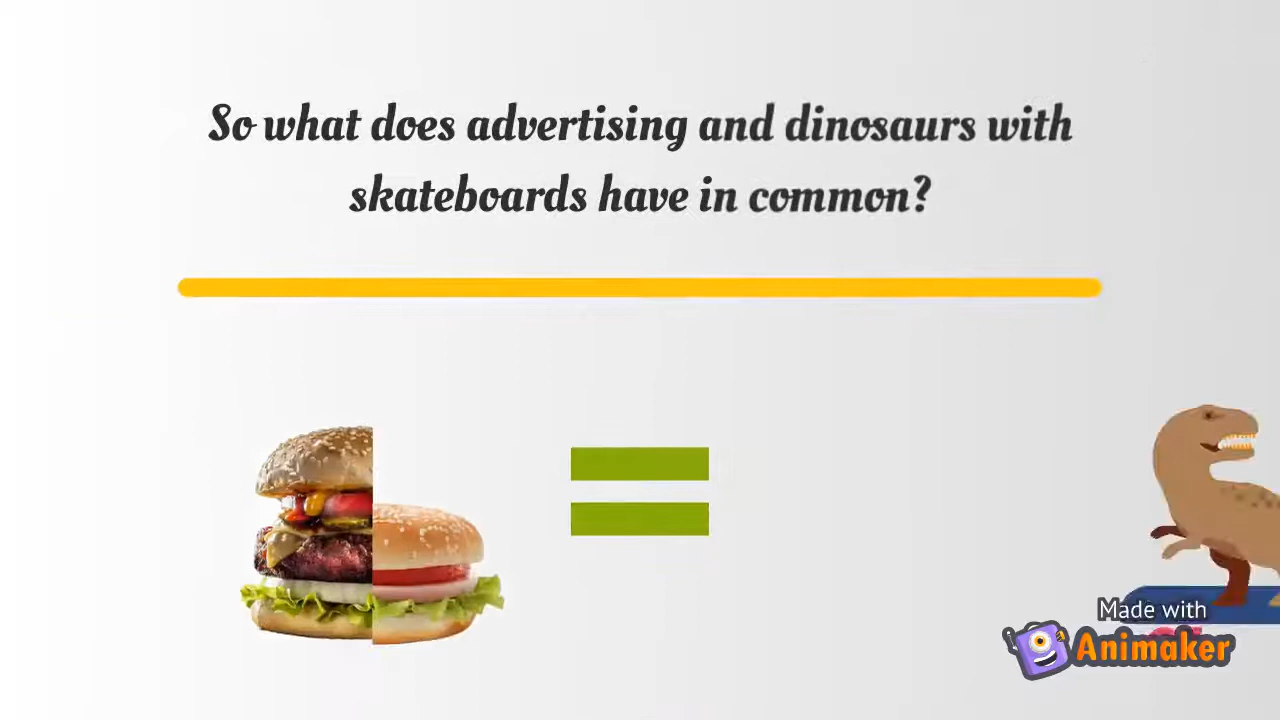 So what does advertising and dinosaurs with
skateboards have in common?
Made with
Animaker